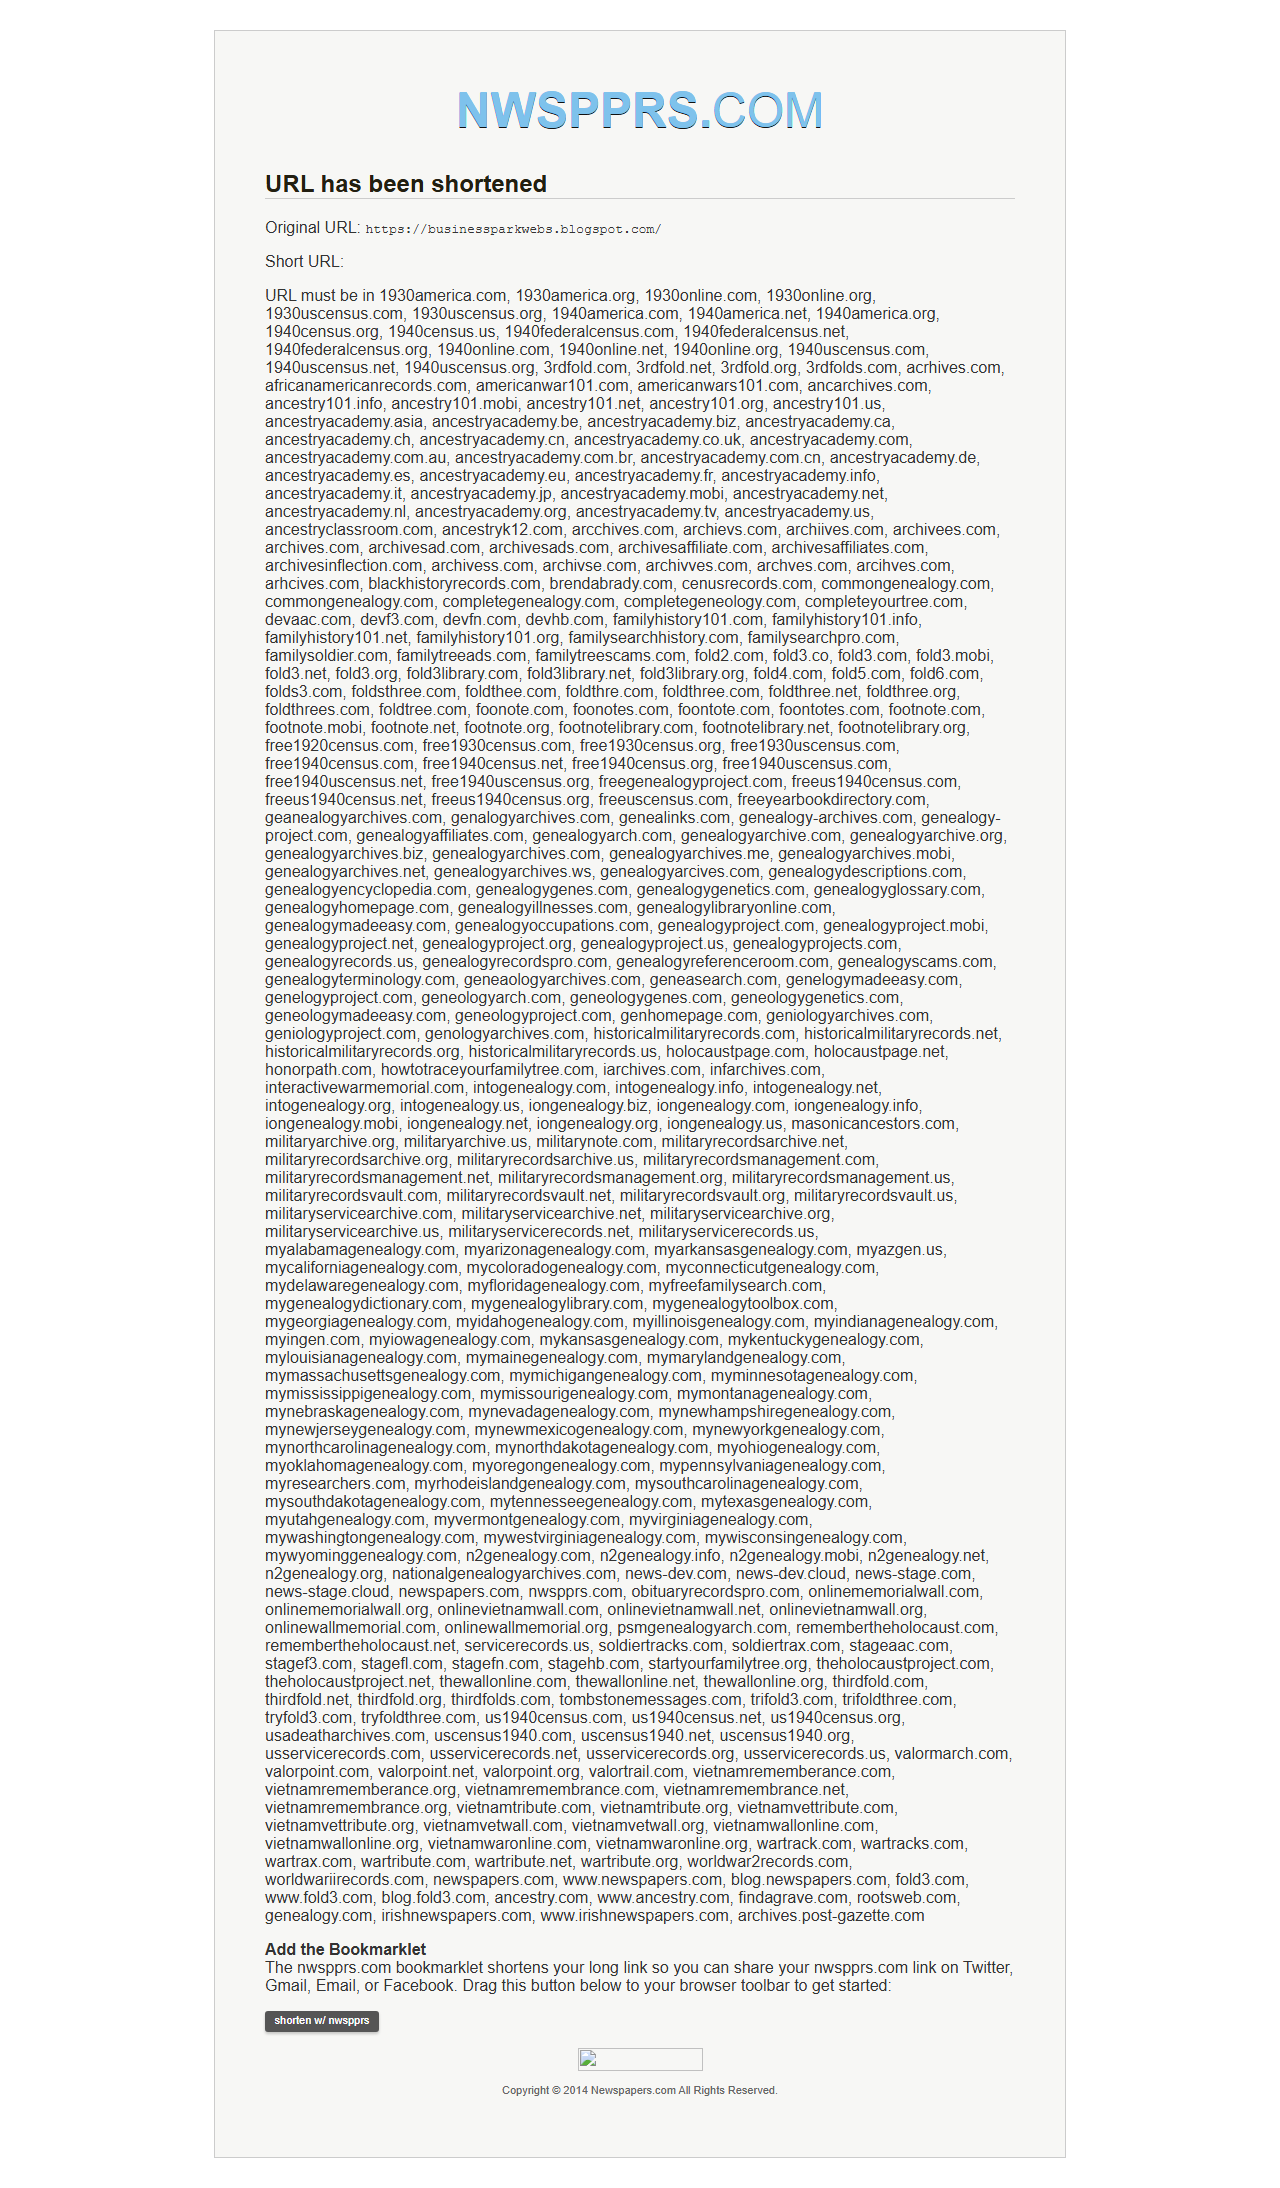 NWSPPRS.COM
URL has been shortened
Original URL: https://businessparkwebs.blogspot.com/
Short URL:
URL must be in 1930america.com, 1930america.org, 1930online.com, 1930online.org,
1930uscensus.com, 1930uscensus.org, 1940america.com, 1940america.net, 1940america.org,
1940census.org, 1940census.us, 1940federalcensus.com, 1940federalcensus.net,
1940federalcensus.org, 1940online.com, 1940online.net, 1940online.org, 1940uscensus.com,
1940uscensus.net, 1940uscensus.org, 3rdfold.com, 3rdfold.net, 3rdfold.org, 3rdfolds.com, acrhives.com,
africanamericanrecords.com, americanwar101.com, americanwars101.com, ancarchives.com,
ancestry101.info, ancestry101.mobi, ancestry101.net, ancestry101.org, ancestry101.us,
ancestryacademy.asia, ancestryacademy.be, ancestryacademy.biz, ancestryacademy.ca,
ancestryacademy.ch, ancestryacademy.cn, ancestryacademy.co.uk, ancestryacademy.com,
ancestryacademy.com.au, ancestryacademy.com.br, ancestryacademy.com.cn, ancestryacademy.de,
ancestryacademy.es, ancestryacademy.eu, ancestryacademy.fr, ancestryacademy.info,
ancestryacademy.it, ancestryacademy.jp, ancestryacademy.mobi, ancestryacademy.net,
ancestryacademy.nl, ancestryacademy.org, ancestryacademy.tv, ancestryacademy.us,
ancestryclassroom.com, ancestryk12.com, arcchives.com, archievs.com, archiives.com, archivees.com,
archives.com, archivesad.com, archivesads.com, archivesaffiliate.com, archivesaffiliates.com,
archivesinflection.com, archivess.com, archivse.com, archivves.com, archves.com, arcihves.com,
arhcives.com, blackhistoryrecords.com, brendabrady.com, cenusrecords.com, commongenealogy.com,
commongenealogy.com, completegenealogy.com, completegeneology.com, completeyourtree.com,
devaac.com, devf3.com, devfn.com, devhb.com, familyhistory101.com, familyhistory101.info,
familyhistory101.net, familyhistory101.org, familysearchhistory.com, familysearchpro.com,
familysoldier.com, familytreeads.com, familytreescams.com, fold2.com, fold3.co, fold3.com, fold3.mobi,
fold3.net, fold3.org, fold3library.com, fold3library.net, fold3library.org, fold4.com, fold5.com, fold6.com,
folds3.com, foldsthree.com, foldthee.com, foldthre.com, foldthree.com, foldthree.net, foldthree.org,
foldthrees.com, foldtree.com, foonote.com, foonotes.com, foontote.com, foontotes.com, footnote.com,
footnote.mobi, footnote.net, footnote.org, footnotelibrary.com, footnotelibrary.net, footnotelibrary.org,
free1920census.com, free1930census.com, free1930census.org, free1930uscensus.com,
free1940census.com, free1940census.net, free1940census.org, free1940uscensus.com,
free1940uscensus.net, free1940uscensus.org, freegenealogyproject.com, freeus1940census.com,
freeus1940census.net, freeus1940census.org, freeuscensus.com, freeyearbookdirectory.com,
geanealogyarchives.com, genalogyarchives.com, genealinks.com, genealogy-archives.com, genealogy-
project.com, genealogyaffiliates.com, genealogyarch.com, genealogyarchive.com, genealogyarchive.org,
genealogyarchives.biz, genealogyarchives.com, genealogyarchives.me, genealogyarchives.mobi,
genealogyarchives.net, genealogyarchives.ws, genealogyarcives.com, genealogydescriptions.com,
genealogyencyclopedia.com, genealogygenes.com, genealogygenetics.com, genealogyglossary.com,
genealogyhomepage.com, genealogyillnesses.com, genealogylibraryonline.com,
genealogymadeeasy.com, genealogyoccupations.com, genealogyproject.com, genealogyproject.mobi,
genealogyproject.net, genealogyproject.org, genealogyproject.us, genealogyprojects.com,
genealogyrecords.us, genealogyrecordspro.com, genealogyreferenceroom.com, genealogyscams.com,
genealogyterminology.com, geneaologyarchives.com, geneasearch.com, genelogymadeeasy.com,
genelogyproject.com, geneologyarch.com, geneologygenes.com, geneologygenetics.com,
geneologymadeeasy.com, geneologyproject.com, genhomepage.com, geniologyarchives.com,
geniologyproject.com, genologyarchives.com, historicalmilitaryrecords.com, historicalmilitaryrecords.net,
historicalmilitaryrecords.org, historicalmilitaryrecords.us, holocaustpage.com, holocaustpage.net,
honorpath.com, howtotraceyourfamilytree.com, iarchives.com, infarchives.com,
interactivewarmemorial.com, intogenealogy.com, intogenealogy.info, intogenealogy.net,
intogenealogy.org, intogenealogy.us, iongenealogy.biz, iongenealogy.com, iongenealogy.info,
iongenealogy.mobi, iongenealogy.net, iongenealogy.org, iongenealogy.us, masonicancestors.com,
militaryarchive.org, militaryarchive.us, militarynote.com, militaryrecordsarchive.net,
militaryrecordsarchive.org, militaryrecordsarchive.us, militaryrecordsmanagement.com,
militaryrecordsmanagement.net, militaryrecordsmanagement.org, militaryrecordsmanagement.us,
militaryrecordsvault.com, militaryrecordsvault.net, militaryrecordsvault.org, militaryrecordsvault.us,
militaryservicearchive.com, militaryservicearchive.net, militaryservicearchive.org,
militaryservicearchive.us, militaryservicerecords.net, militaryservicerecords.us,
myalabamagenealogy.com, myarizonagenealogy.com, myarkansasgenealogy.com, myazgen.us,
mycaliforniagenealogy.com, mycoloradogenealogy.com, myconnecticutgenealogy.com,
mydelawaregenealogy.com, myfloridagenealogy.com, myfreefamilysearch.com,
mygenealogydictionary.com, mygenealogylibrary.com, mygenealogytoolbox.com,
mygeorgiagenealogy.com, myidahogenealogy.com, myillinoisgenealogy.com, myindianagenealogy.com,
myingen.com, myiowagenealogy.com, mykansasgenealogy.com, mykentuckygenealogy.com,
mylouisianagenealogy.com, mymainegenealogy.com, mymarylandgenealogy.com,
mymassachusettsgenealogy.com, mymichigangenealogy.com, myminnesotagenealogy.com,
mymississippigenealogy.com, mymissourigenealogy.com, mymontanagenealogy.com,
mynebraskagenealogy.com, mynevadagenealogy.com, mynewhampshiregenealogy.com,
mynewjerseygenealogy.com, mynewmexicogenealogy.com, mynewyorkgenealogy.com,
mynorthcarolinagenealogy.com, mynorthdakotagenealogy.com, myohiogenealogy.com,
myoklahomagenealogy.com, myoregongenealogy.com, mypennsylvaniagenealogy.com,
myresearchers.com, myrhodeislandgenealogy.com, mysouthcarolinagenealogy.com,
mysouthdakotagenealogy.com, mytennesseegenealogy.com, mytexasgenealogy.com,
myutahgenealogy.com, myvermontgenealogy.com, myvirginiagenealogy.com,
mywashingtongenealogy.com, mywestvirginiagenealogy.com, mywisconsingenealogy.com,
mywyominggenealogy.com, n2genealogy.com, n2genealogy.info, n2genealogy.mobi, n2genealogy.net,
n2genealogy.org, nationalgenealogyarchives.com, news-dev.com, news-dev.cloud, news-stage.com,
news-stage.cloud, newspapers.com, nwspprs.com, obituaryrecordspro.com, onlinememorialwall.com,
onlinememorialwall.org, onlinevietnamwall.com, onlinevietnamwall.net, onlinevietnamwall.org,
onlinewallmemorial.com, onlinewallmemorial.org, psmgenealogyarch.com, remembertheholocaust.com,
remembertheholocaust.net, servicerecords.us, soldiertracks.com, soldiertrax.com, stageaac.com,
stagef3.com, stagefl.com, stagefn.com, stagehb.com, startyourfamilytree.org, theholocaustproject.com,
theholocaustproject.net, thewallonline.com, thewallonline.net, thewallonline.org, thirdfold.com,
thirdfold.net, thirdfold.org, thirdfolds.com, tombstonemessages.com, trifold3.com, trifoldthree.com,
tryfold3.com, tryfoldthree.com, us1940census.com, us1940census.net, us1940census.org,
usadeatharchives.com, uscensus1940.com, uscensus1940.net, uscensus1940.org,
usservicerecords.com, usservicerecords.net, usservicerecords.org, usservicerecords.us, valormarch.com,
valorpoint.com, valorpoint.net, valorpoint.org, valortrail.com, vietnamrememberance.com,
vietnamrememberance.org, vietnamremembrance.com, vietnamremembrance.net,
vietnamremembrance.org, vietnamtribute.com, vietnamtribute.org, vietnamvettribute.com,
vietnamvettribute.org, vietnamvetwall.com, vietnamvetwall.org, vietnamwallonline.com,
vietnamwallonline.org, vietnamwaronline.com, vietnamwaronline.org, wartrack.com, wartracks.com,
wartrax.com, wartribute.com, wartribute.net, wartribute.org, worldwar2records.com,
worldwariirecords.com, newspapers.com, www.newspapers.com, blog.newspapers.com, fold3.com,
www.fold3.com, blog.fold3.com, ancestry.com, www.ancestry.com, findagrave.com, rootsweb.com,
genealogy.com, irishnewspapers.com, www.irishnewspapers.com, archives.post-gazette.com
Add the Bookmarklet
The nwspprs.com bookmarklet shortens your long link so you can share your nwspprs.com link on Twitter,
Gmail, Email, or Facebook. Drag this button below to your browser toolbar to get started:
shorten w/ nwspprs
Copyright © 2014 Newspapers.com All Rights Reserved.